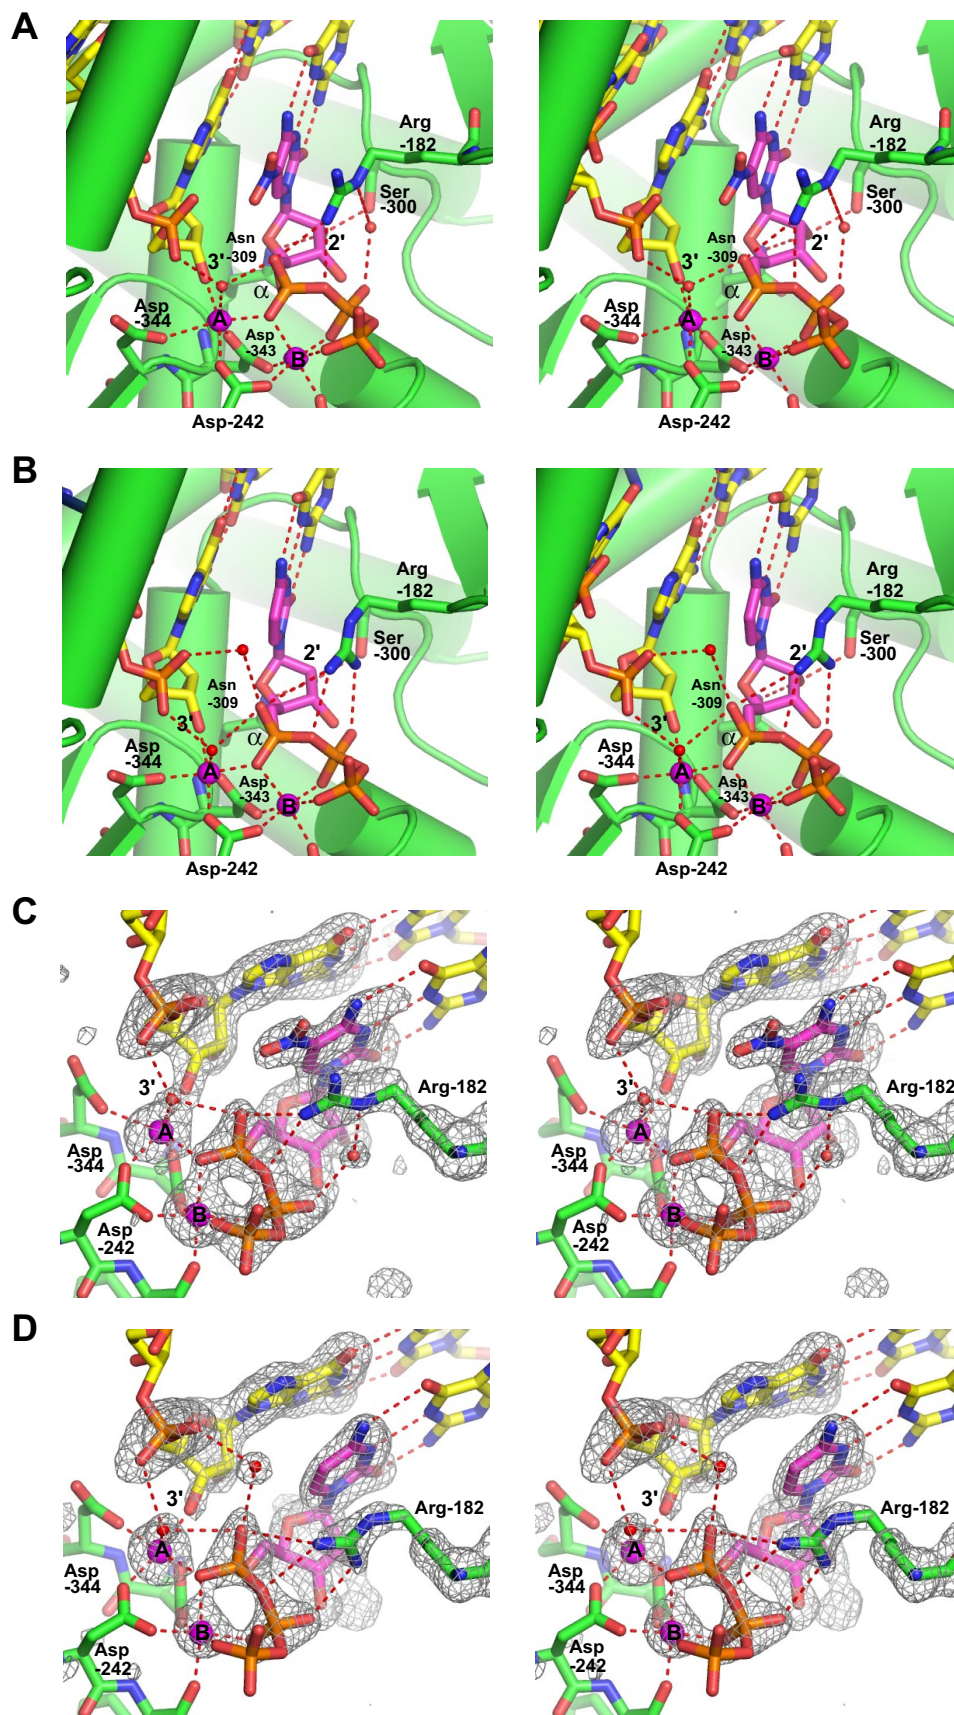 A
Arg
-182
Ser
-300
Asn
-309
2'
3'
α
Asp
-344
A
Asp
-343
B
Asp-242
Arg
-182
Ser
-300
Asn
-309
2'
3'
α
Asp
-344
A
Asp
-343
B
Asp-242
B
Arg
-182
Ser
-300
2'
Asn
-309
3'
α
Asp
-344
A
Asp
-343
B
Asp-242
Arg
-182
Ser
-300
2'
Asn
-309
3'
α
Asp
-344
A
Asp
-343
B
Asp-242
C
3'
Arg-182
A
Asp
-344
B
Asp
-242
3'
Arg-182
A
Asp
-344
B
Asp
-242
D
3'
Arg-182
A
Asp
-344
B
Asp
-242
3'
Arg-182
A
Asp
-344
B
Asp
-242